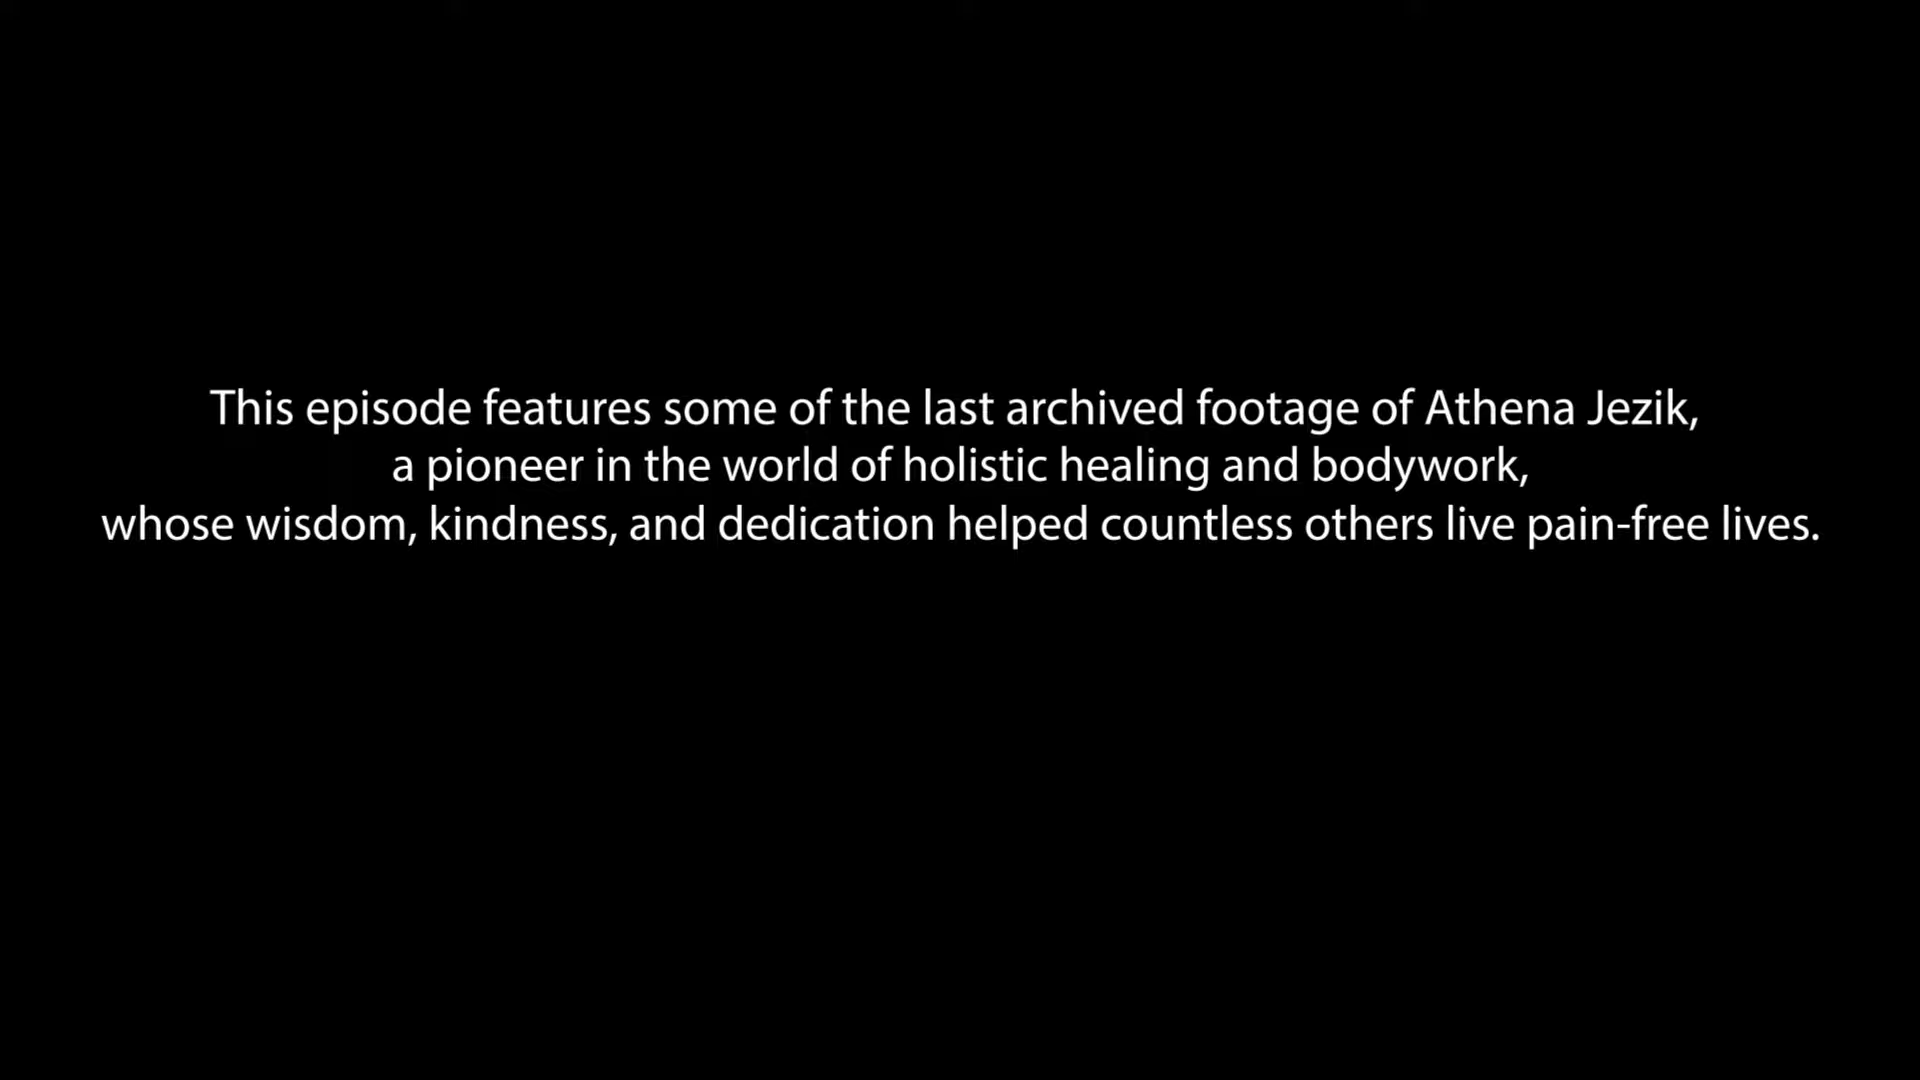 This episode features some of the last archived footage of Athena Jezik,
a pioneer in the world of holistic healing and bodywork,
whose wisdom, kindness, and dedication helped countless others live pain-free lives.